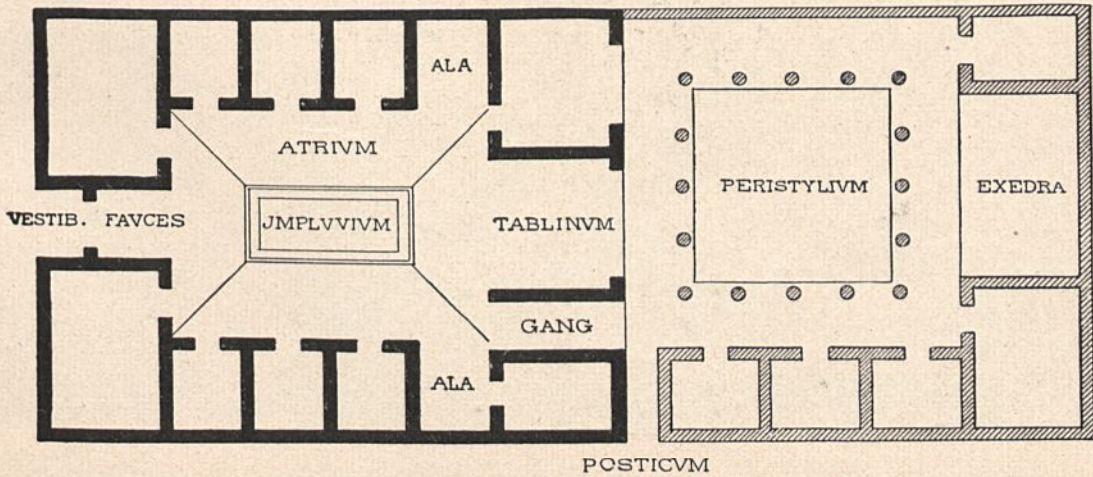 ALA
ATRIVM
VESTIB. FAVCES
JMPLVVIVM
TABLINVM
PERISTYLIVM
EXEDRA
GANG
ALA
POSTICVM